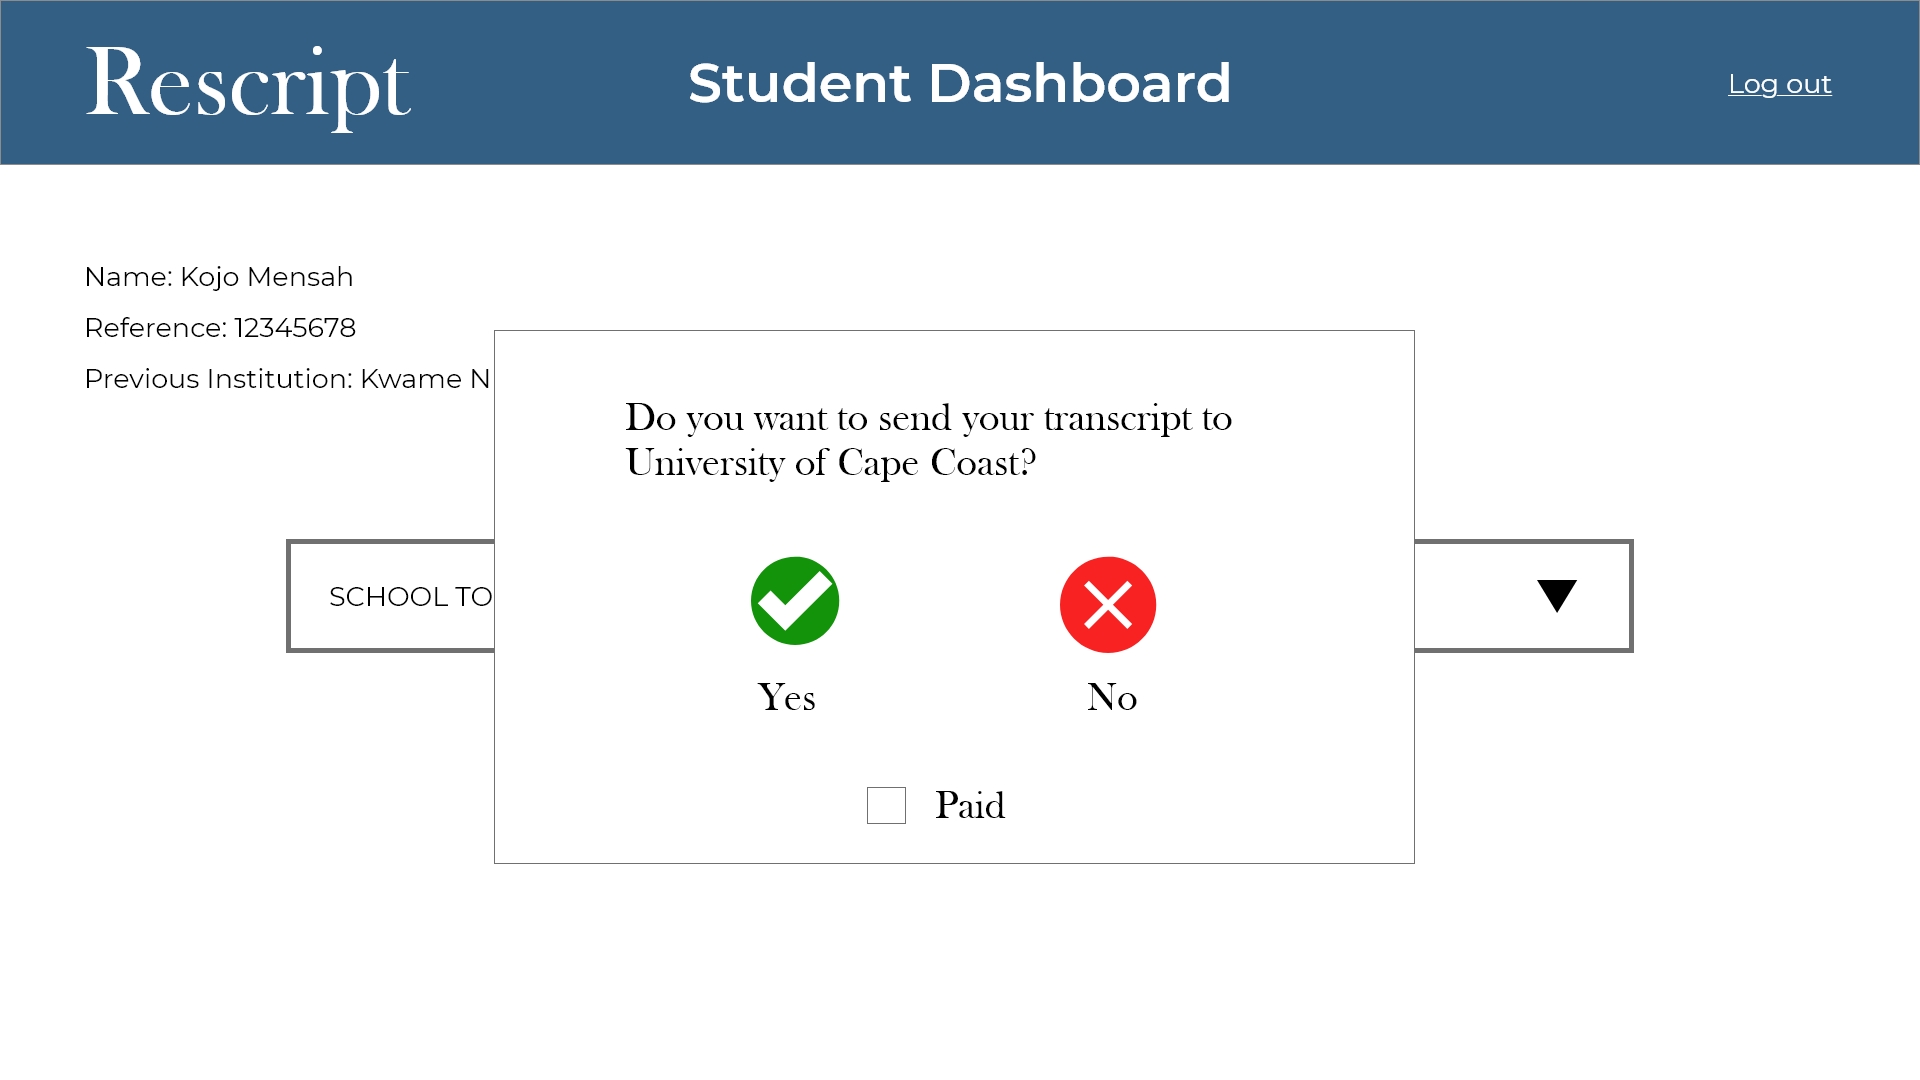 Rescript
Student Dashboard
Log out
Name: Kojo Mensah
Reference: 12345678
Previous Institution: Kwame N
Do you want to send your transcript to
University of Cape Coast?
SCHOOL TO
Yes
No
Paid